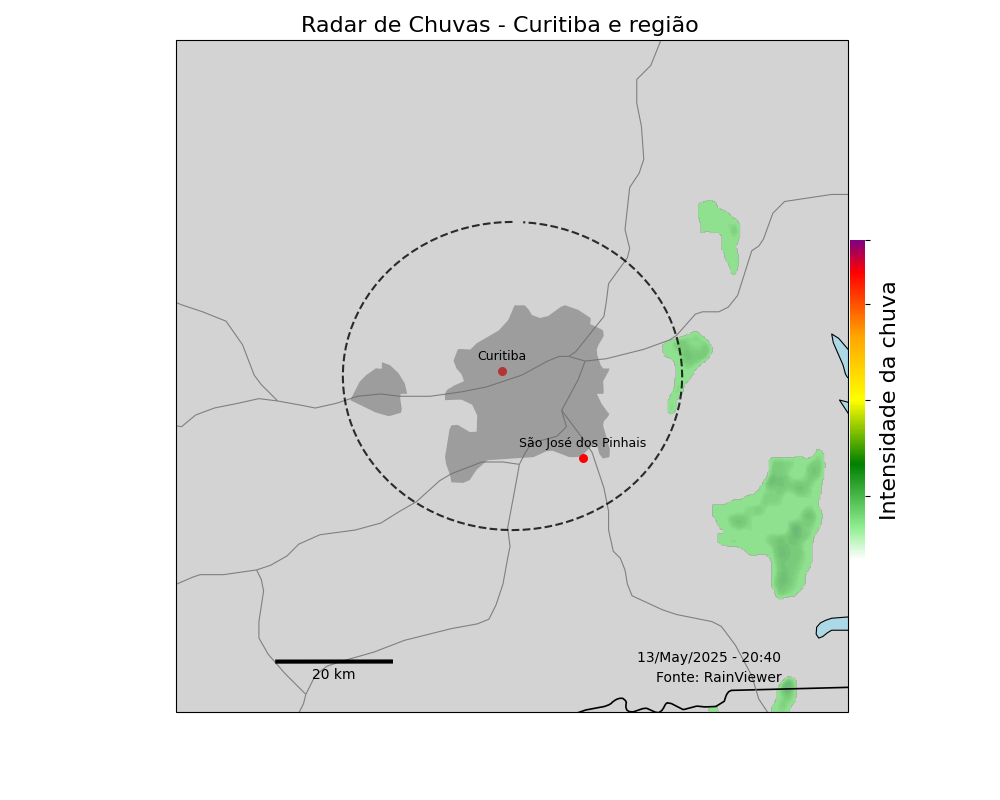 Radar de Chuvas - Curitiba e região
Curitiba
São José dos Pinhais
Intensidade da chuva
13/May/2025 - 20:40
20 km
Fonte: RainViewer